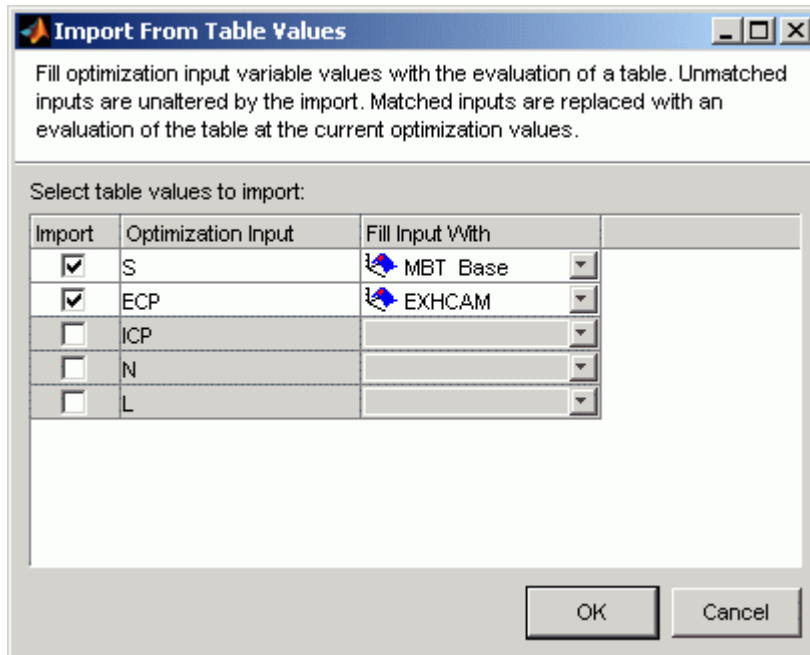 Import From Table Values
Fill optimization input variable values with the evaluation of a table. Unmatched
inputs are unaltered by the import. Matched inputs are replaced with an
evaluation of the table at the current optimization values.
Select table values to import:
Import Optimization Input Fill Input With
S MBT_Base
ECP EXHCAM
ICP
N
L
OK Cancel